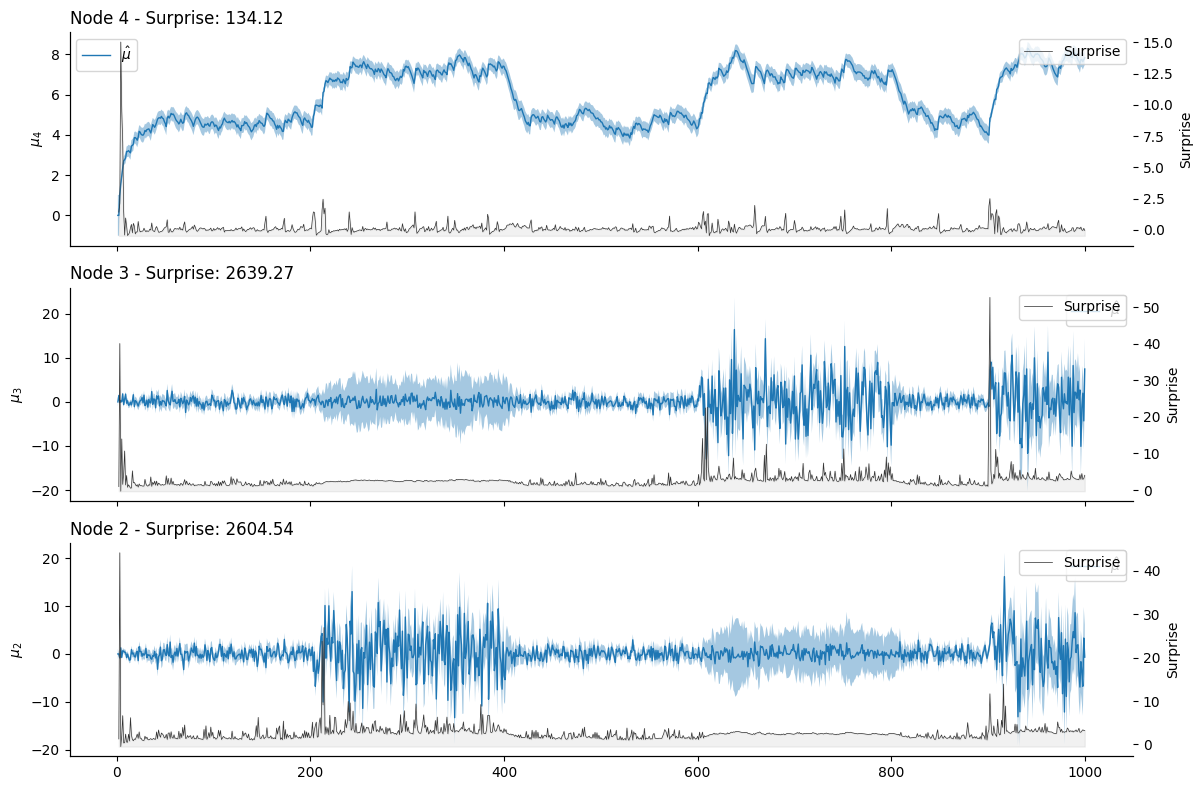 Node 4 - Surprise: 134.12
μ̂
Surprise
8
6
4
2
0
μ4
15.0
12.5
10.0
7.5
5.0
2.5
0.0
Surprise
Node 3 - Surprise: 2639.27
Surprise
μ̂
20
10
0
−10
−20
μ3
50
40
30
20
10
0
Surprise
Node 2 - Surprise: 2604.54
Surprise
μ̂
20
10
0
−10
−20
μ2
40
30
20
10
0
Surprise
0 200 400 600 800 1000